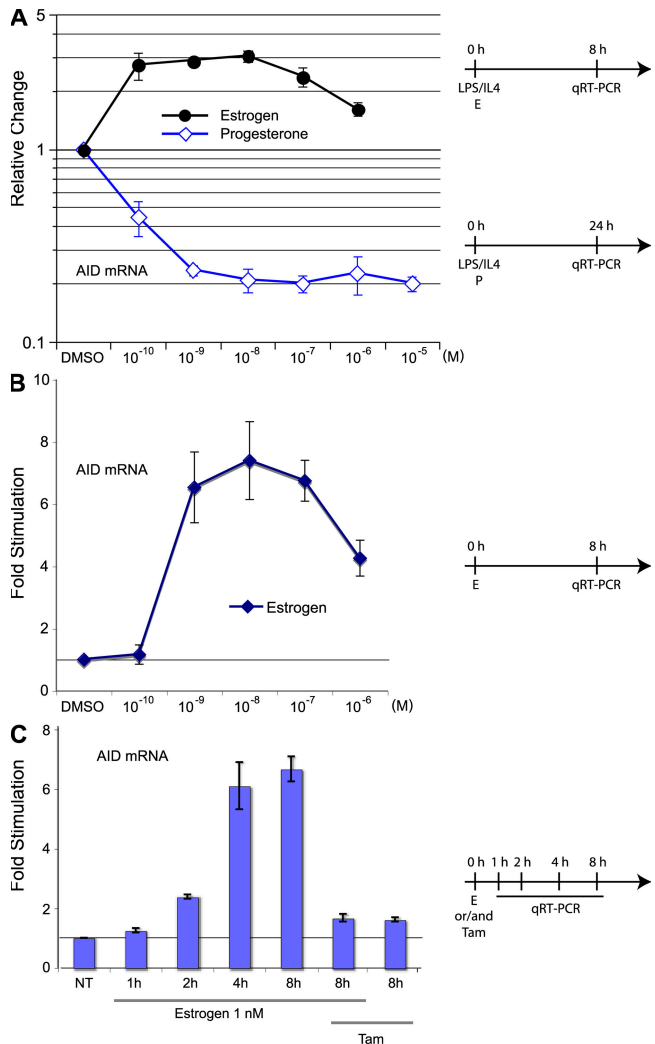 A
5
1
0.1
Relative Change
Estrogen
Progesterone
AID mRNA
DMSO 10-10 10-9 10-8 10-7 10-6 10-5 (M)
0 h 8 h
LPS/IL4 qRT-PCR
E
0 h 24 h
LPS/IL4 qRT-PCR
P
B
10
8
6
4
2
0
Fold Stimulation
AID mRNA
Estrogen
DMSO 10-10 10-9 10-8 10-7 10-6 (M)
0 h 8 h
E qRT-PCR
C
8
6
4
2
0
Fold Stimulation
AID mRNA
NT 1h 2h 4h 8h 8h 8h
Estrogen 1 nM
Tam
0 h 1 h 2 h 4 h 8 h
E qRT-PCR
or/and
Tam